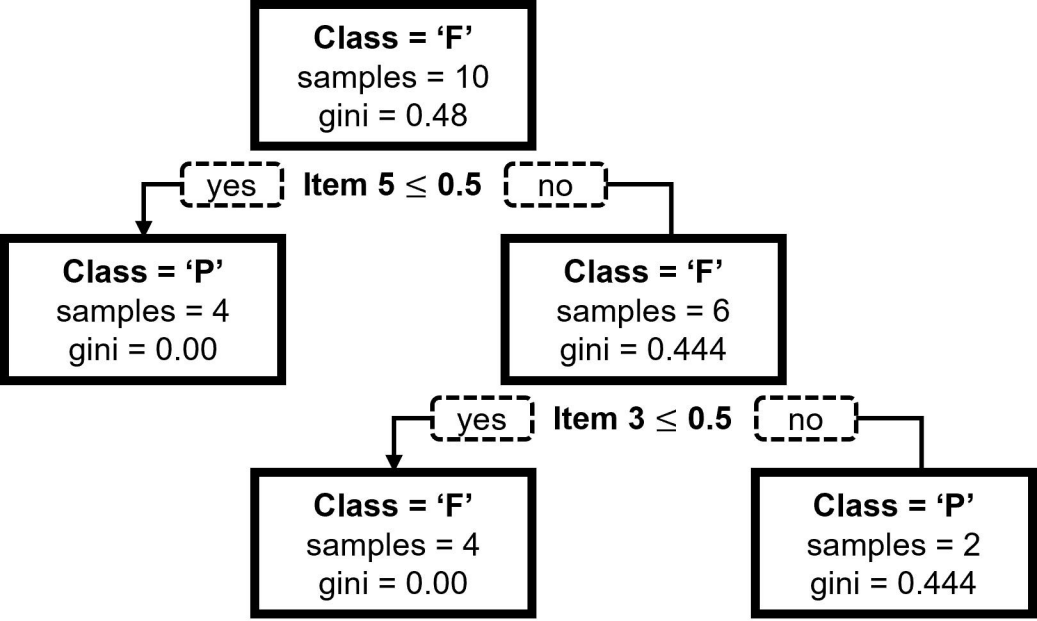 Class = ‘F’
samples = 10
gini = 0.48
yes Item 5 ≤ 0.5 no
Class = ‘P’
samples = 4
gini = 0.00
Class = ‘F’
samples = 6
gini = 0.444
yes Item 3 ≤ 0.5 no
Class = ‘F’
samples = 4
gini = 0.00
Class = ‘P’
samples = 2
gini = 0.444